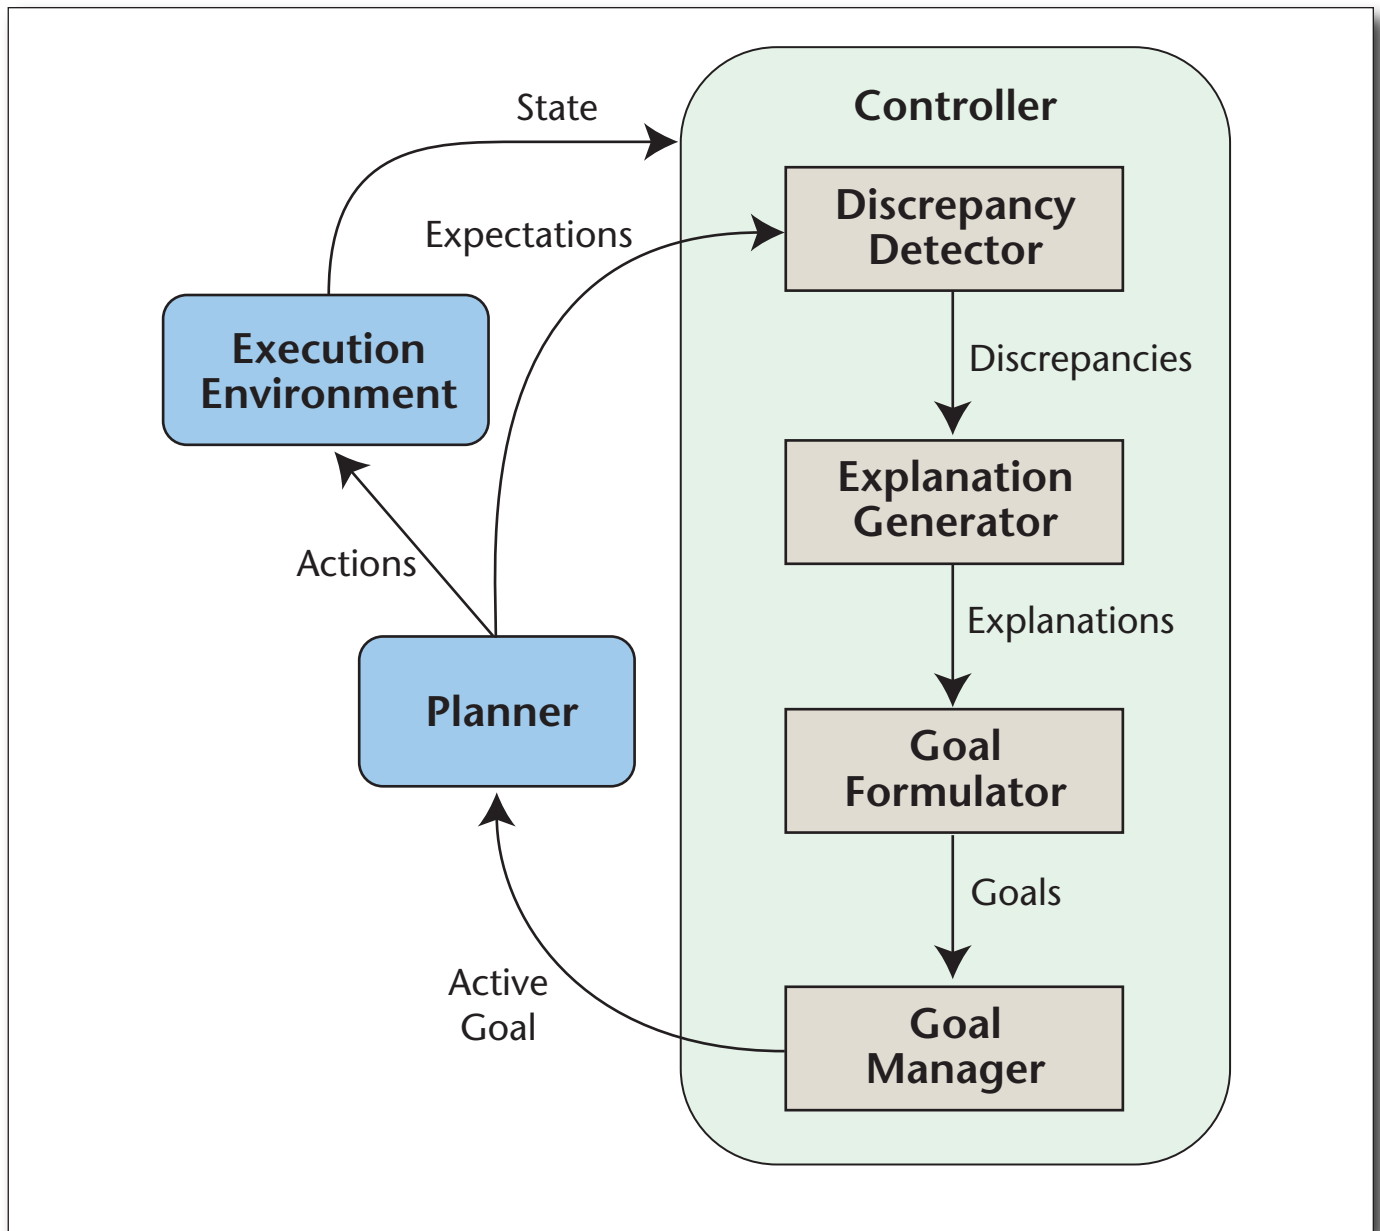 State
Controller
Discrepancy
Detector
Expectations
Execution
Environment
Discrepancies
Explanation
Generator
Actions
Explanations
Planner
Goal
Formulator
Goals
Active
Goal
Goal
Manager